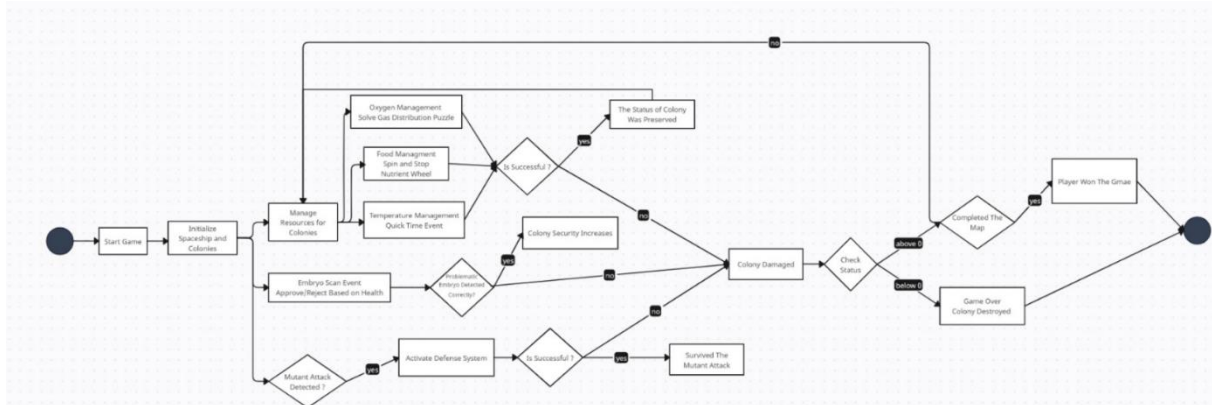 no
Oxygen Management
Solve Gas Distribution Puzzle
The Status of Colony
Was Preserved
yes
Food Managment
Spin and Stop
Nutrient Wheel
Is Successful ?
Player Won The Gmae
yes
Manage
Resources for
Colonies
Temperature Management
Quick Time Event
no
Completed The
Map
Start Game
Initialize
Spaceship and
Colonies
Colony Security Increases
above 0
yes
Colony Damaged
Check
Status
no
Problematic
Embryo Detected
Correctly?
Embryo Scan Event
Approve/Reject Based on Health
below 0
Game Over
Colony Destroyed
no
Activate Defense System
Is Successful ?
yes
Survived The
Mutant Attack
yes
Mutant Attack
Detected ?